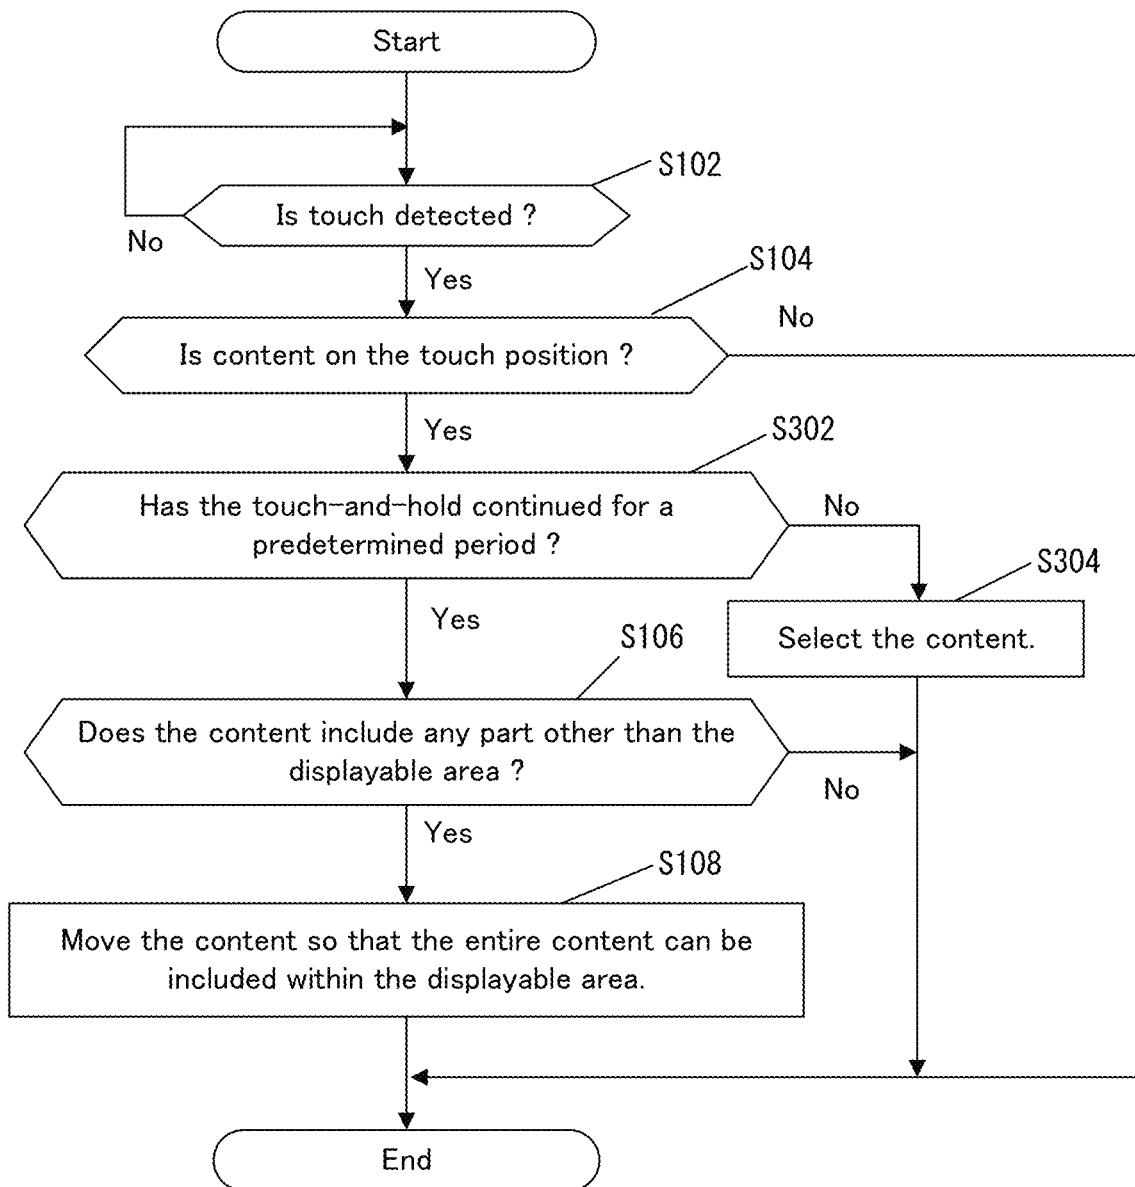 Start
S102
Is touch detected ?
No
Yes
S104
No
Is content on the touch position ?
Yes
S302
Has the touch-and-hold continued for a
predetermined period ?
No
S304
Yes
Select the content.
S106
Does the content include any part other than the
displayable area ?
No
Yes
S108
Move the content so that the entire content can be
included within the displayable area.
End